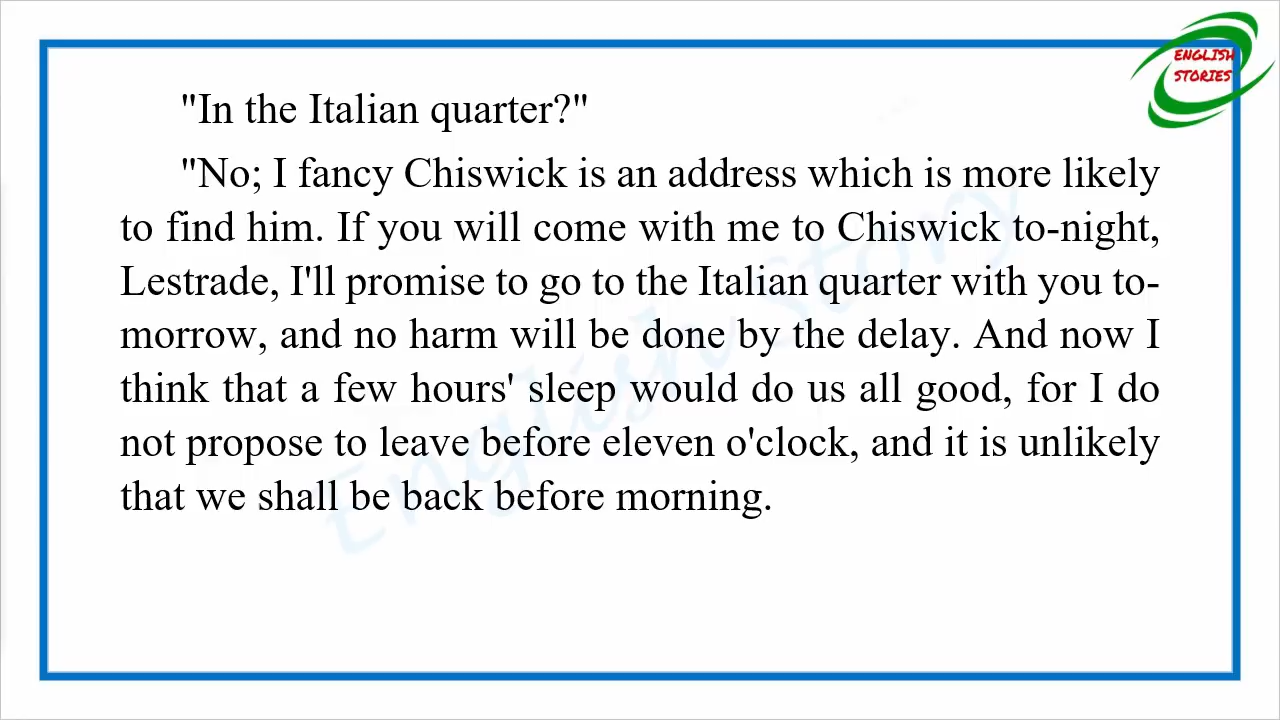 ENGLISH
STORIES
"In the Italian quarter?"
"No; I fancy Chiswick is an address which is more likely
to find him. If you will come with me to Chiswick to-night,
Lestrade, I'll promise to go to the Italian quarter with you to-
morrow, and no harm will be done by the delay. And now I
think that a few hours' sleep would do us all good, for I do
not propose to leave before eleven o'clock, and it is unlikely
that we shall be back before morning.
English Story